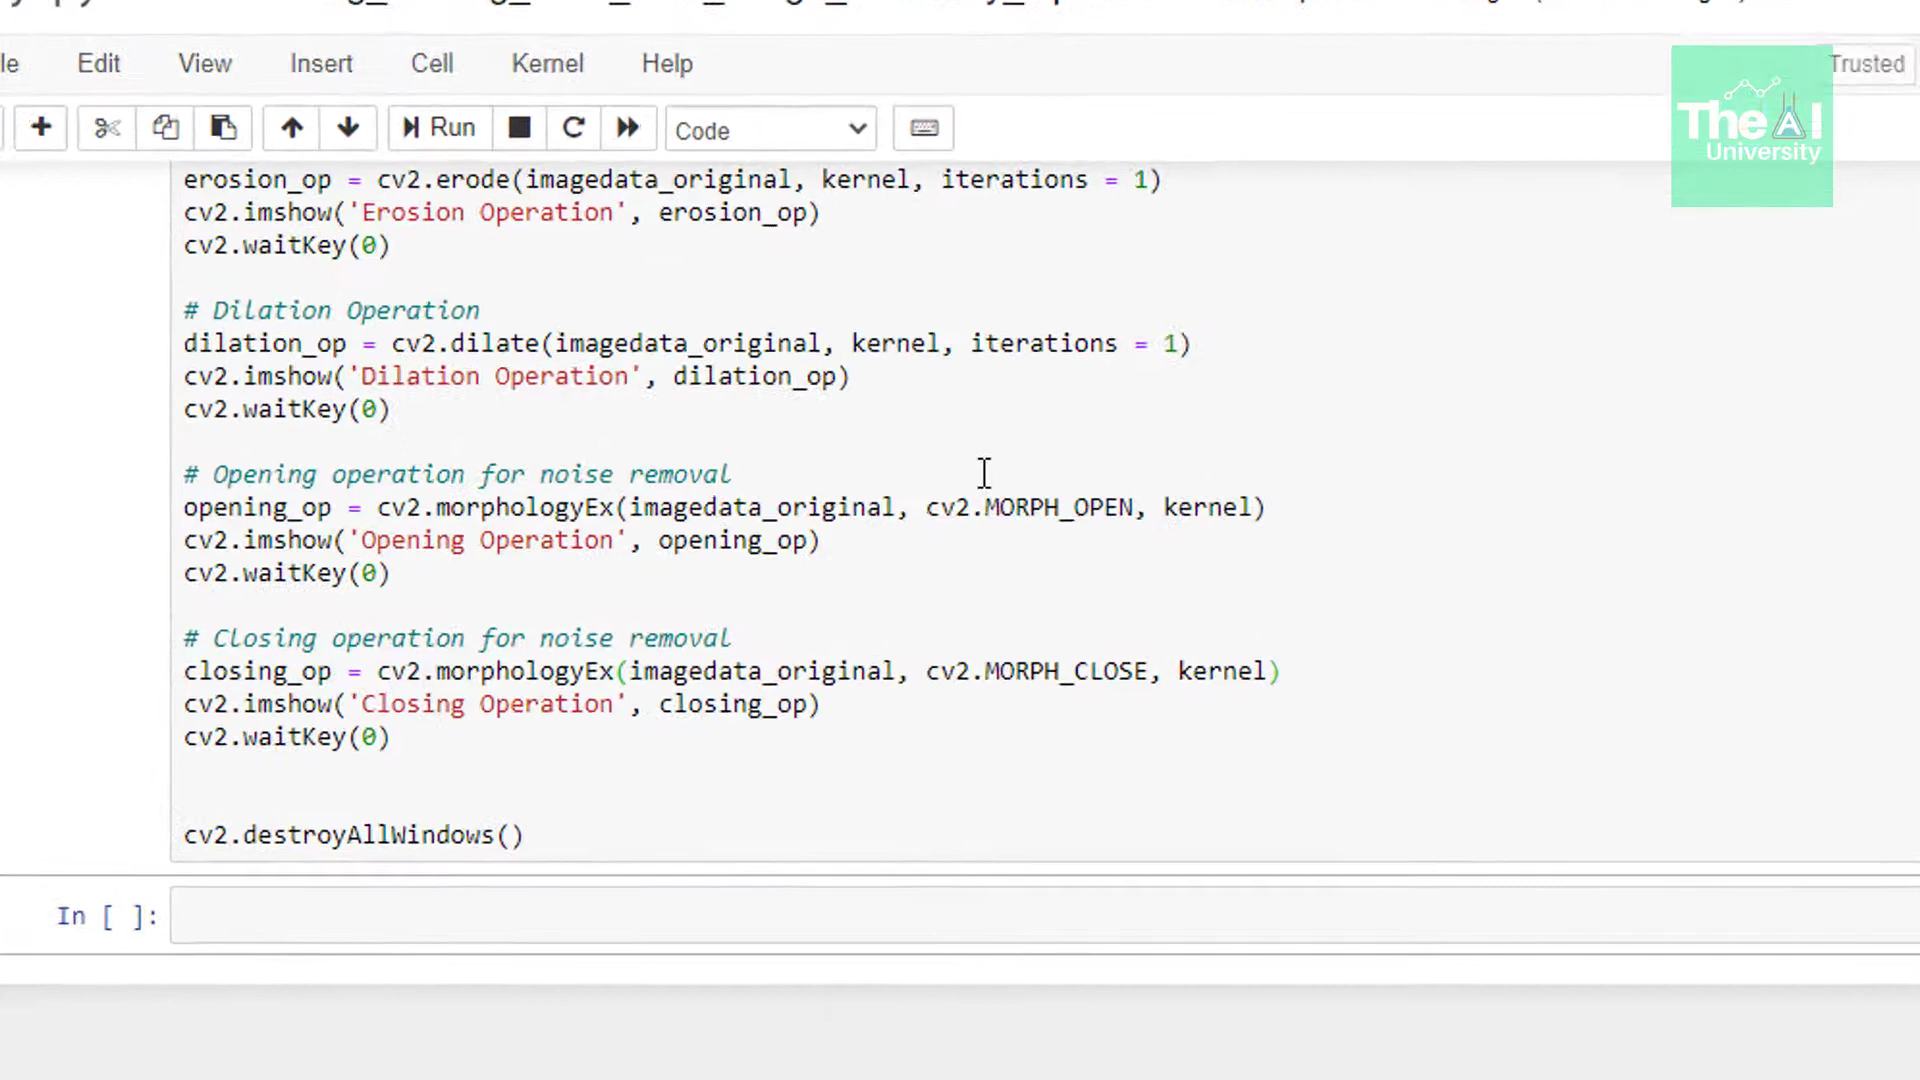 Edit View Insert Cell Kernel Help Trusted
Run Code
The AI
University
erosion_op = cv2.erode(imagedata_original, kernel, iterations = 1)
cv2.imshow('Erosion Operation', erosion_op)
cv2.waitKey(0)
# Dilation Operation
dilation_op = cv2.dilate(imagedata_original, kernel, iterations = 1)
cv2.imshow('Dilation Operation', dilation_op)
cv2.waitKey(0)
# Opening operation for noise removal
opening_op = cv2.morphologyEx(imagedata_original, cv2.MORPH_OPEN, kernel)
cv2.imshow('Opening Operation', opening_op)
cv2.waitKey(0)
# Closing operation for noise removal
closing_op = cv2.morphologyEx(imagedata_original, cv2.MORPH_CLOSE, kernel)
cv2.imshow('Closing Operation', closing_op)
cv2.waitKey(0)
cv2.destroyAllWindows()
In [ ]: